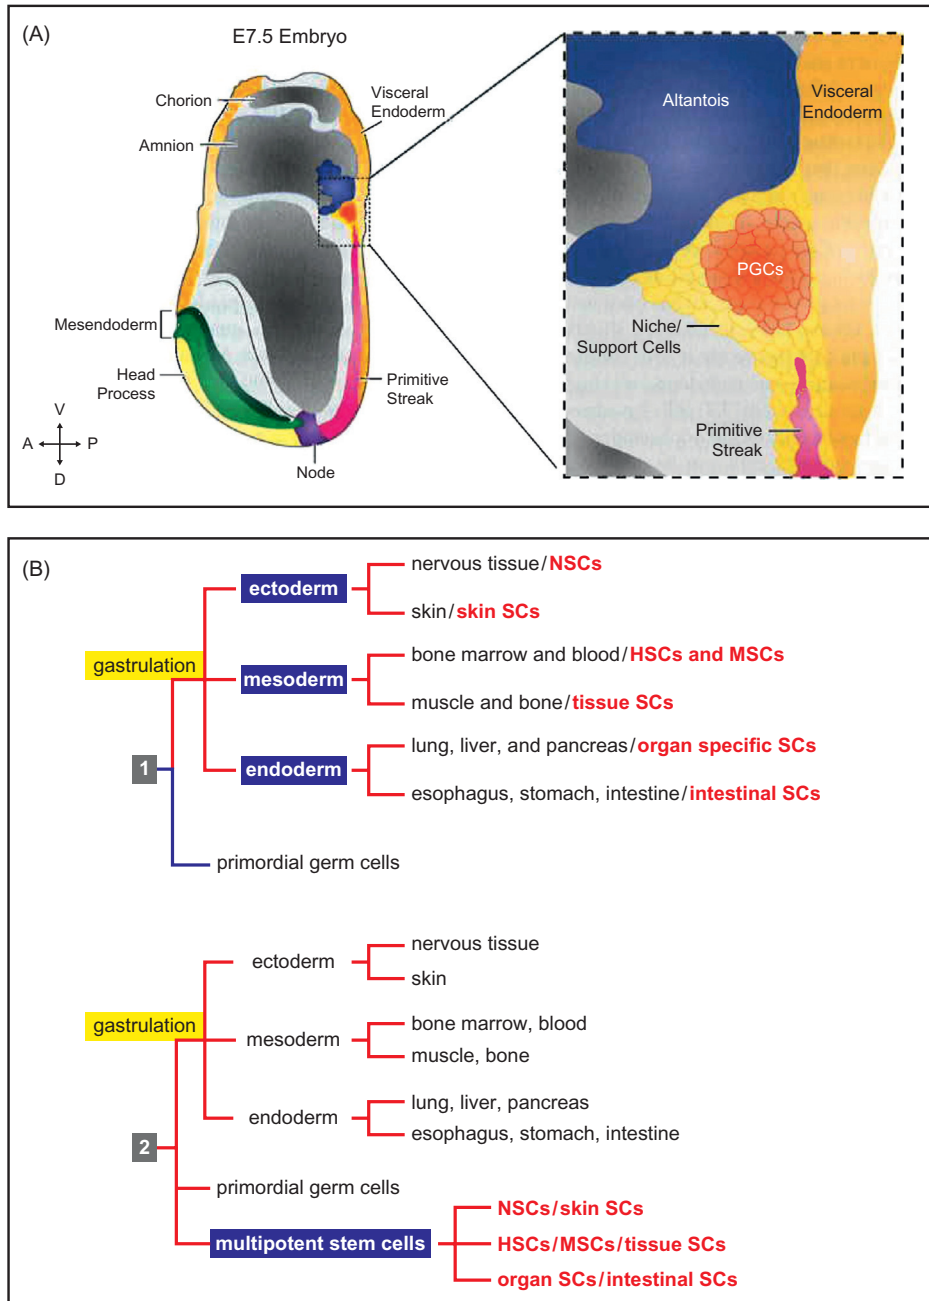 (A)
E7.5 Embryo
Chorion
Amnion
Visceral
Endoderm
Mesendoderm
Head
Process
Primitive
Streak
Node
V
A
P
D
Altantois
Visceral
Endoderm
PGCs
Niche/
Support Cells
Primitive
Streak
(B)
gastrulation
1
ectoderm
nervous tissue/NSCs
skin/skin SCs
mesoderm
bone marrow and blood/HSCs and MSCs
muscle and bone/tissue SCs
endoderm
lung, liver, and pancreas/organ specific SCs
esophagus, stomach, intestine/intestinal SCs
primordial germ cells
gastrulation
2
ectoderm
nervous tissue
skin
mesoderm
bone marrow, blood
muscle, bone
endoderm
lung, liver, pancreas
esophagus, stomach, intestine
primordial germ cells
multipotent stem cells
NSCs/skin SCs
HSCs/MSCs/tissue SCs
organ SCs/intestinal SCs